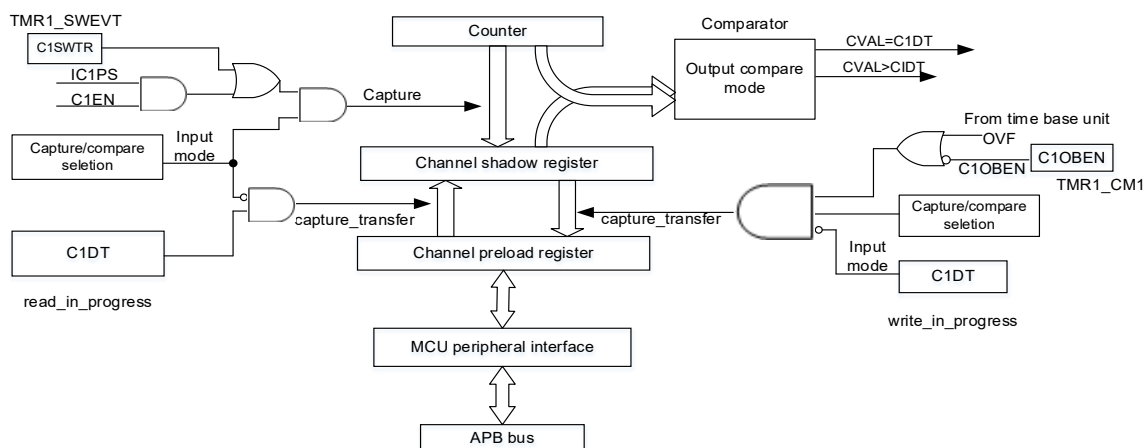 TMR1_SWEVT
C1SWTR
IC1PS
C1EN
Capture
Capture/compare
seletion
Input
mode
capture_transfer
C1DT
read_in_progress
Counter
Channel shadow register
Channel preload register
MCU peripheral interface
APB bus
Comparator
Output compare
mode
CVAL=C1DT
CVAL>CIDT
From time base unit
OVF
C1OBEN
C1OBEN
TMR1_CM1
capture_transfer
Capture/compare
seletion
Input
mode
C1DT
write_in_progress